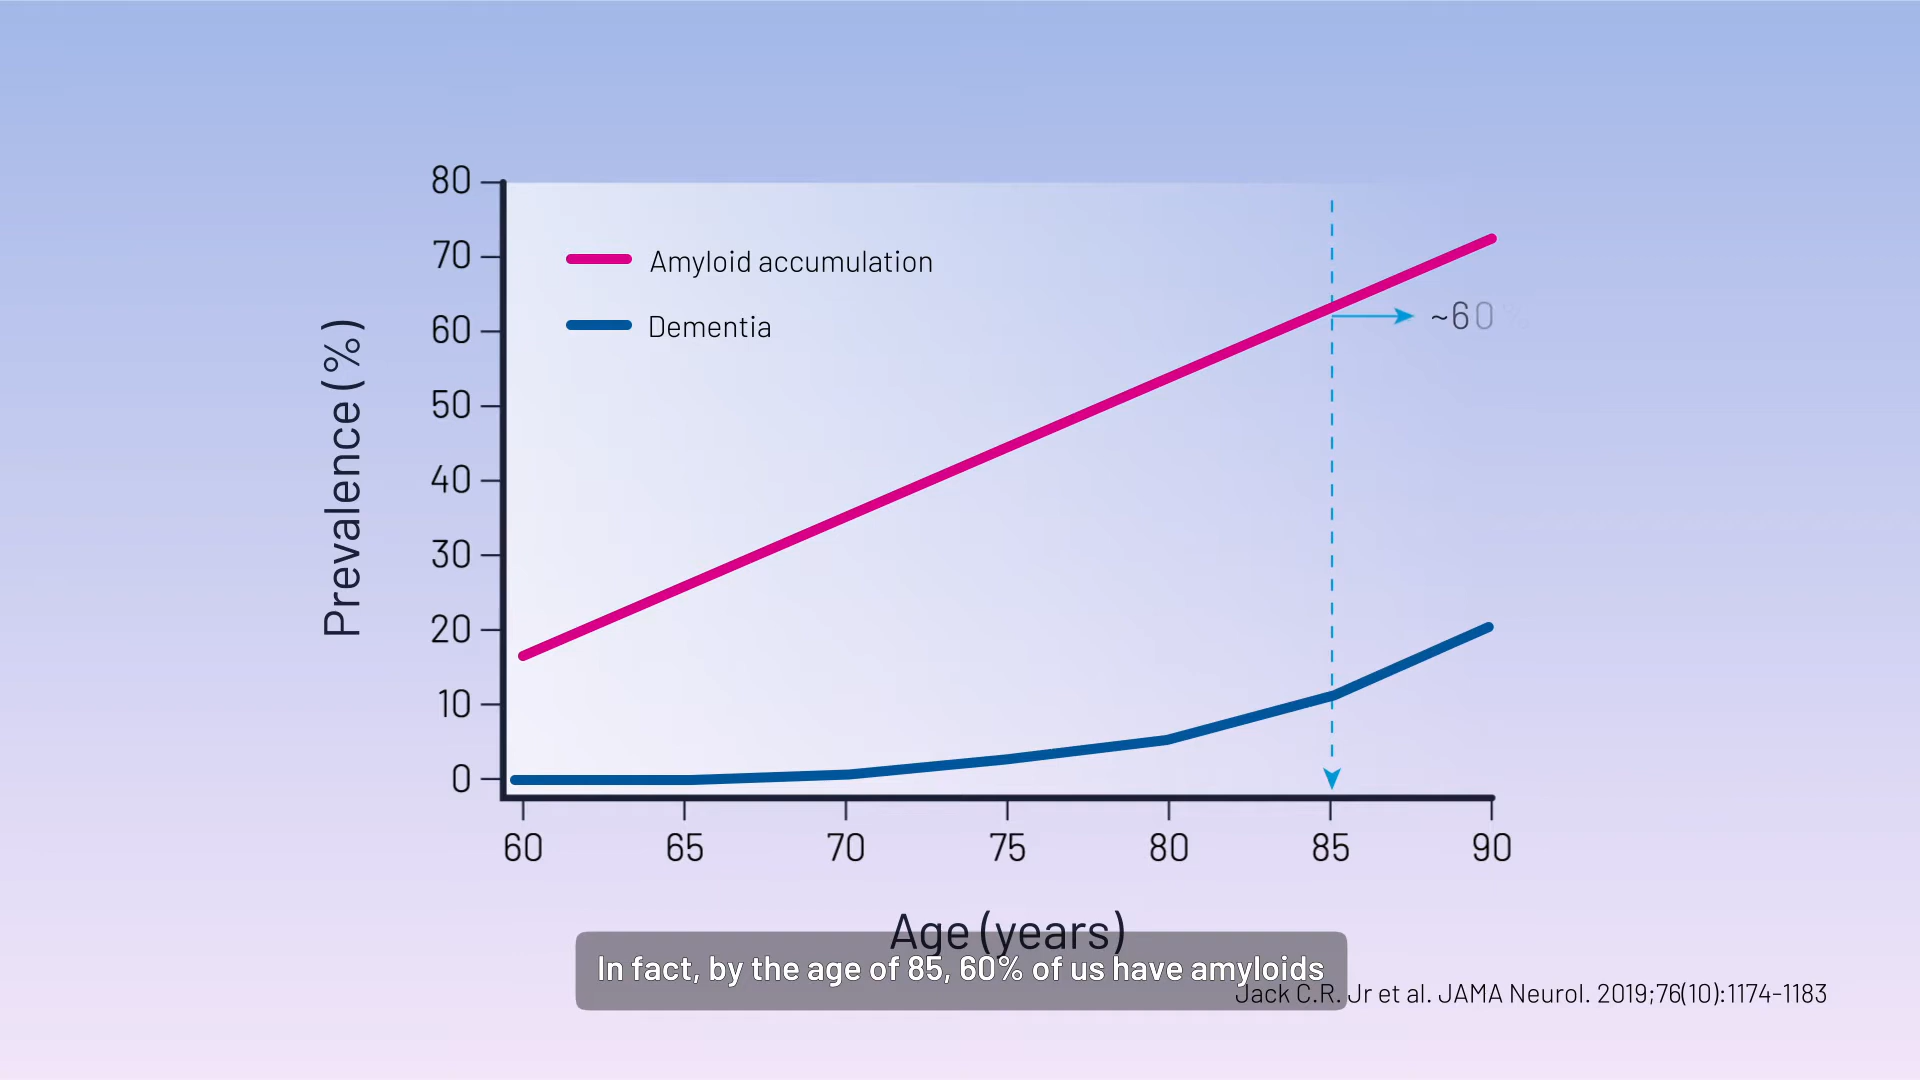 80
70
60
50
40
30
20
10
0
Prevalence (%)
Amyloid accumulation
Dementia
~60%
60 65 70 75 80 85 90
Age (years)
In fact, by the age of 85, 60% of us have amyloids
Jack C.R. Jr et al. JAMA Neurol. 2019;76(10):1174-1183